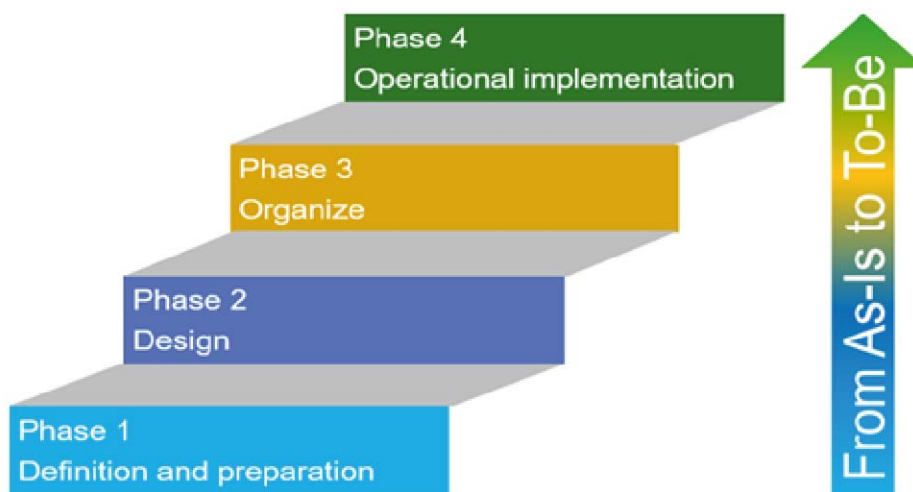 Phase 4
Operational implementation
Phase 3
Organize
Phase 2
Design
Phase 1
Definition and preparation
From As-Is to To-Be